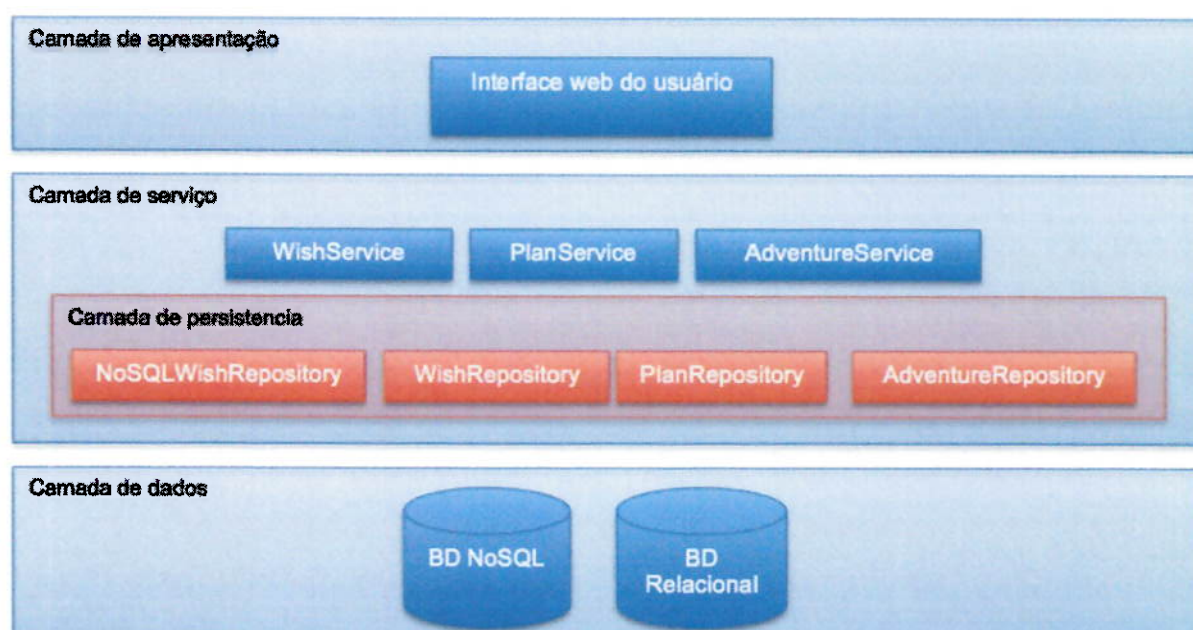 Camada de apresentação
Interface web do usuário
Camada de serviço
WishService
PlanService
AdventureService
Camada de persistencia
NoSQLWishRepository
WishRepository
PlanRepository
AdventureRepository
Camada de dados
BD NoSQL
BD
Relacional